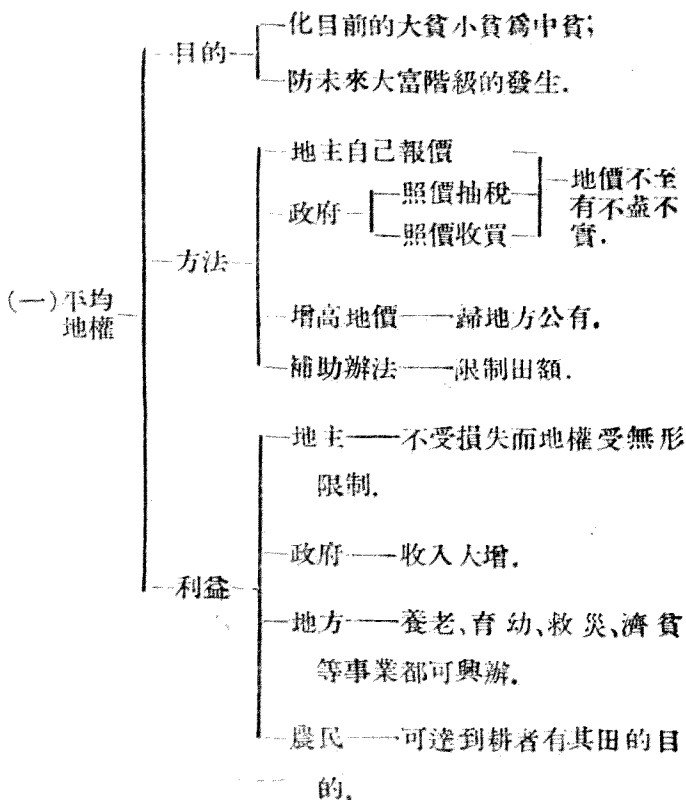 (一)平均
地權
目的
化目前的大貧小貧爲中貧;
防未來大富階級的發生.
方法
地主自己報價
政府
照價抽稅
照價收買
地價不至
有不盡不
實.
增高地價——歸地方公有.
補助辦法——限制田額.
利益
地主——不受損失而地權受無形
限制.
政府——收入大增.
地方——養老、育幼、救災、濟貧
等事業都可興辦.
農民——可達到耕者有其田的目
的.